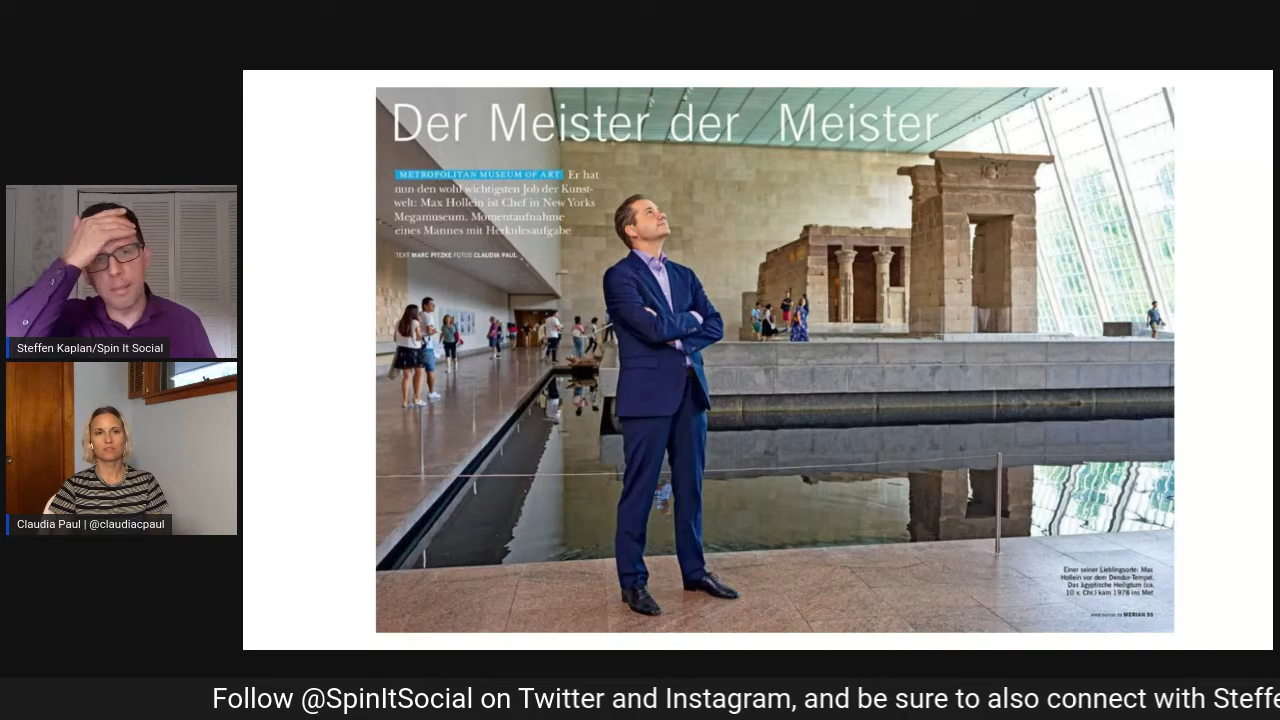 Der Meister der Meister
METROPOLITAN MUSEUM OF ART Er hat
nun den wohl wichtigsten Job der Kunst-
welt: Max Hollein ist Chef in New Yorks
Megamuseum. Momentaufnahme
eines Mannes mit Herkulesaufgabe
TEXT MARC PITZKE FOTOS CLAUDIA PAUL
Steffen Kaplan/Spin It Social
Claudia Paul | @claudiacpaul
Einer seiner Lieblingsorte: Max
Hollein vor dem Dendur-Tempel.
Das ägyptische Heiligtum (ca.
10 v. Chr.) kam 1978 ins Met
MERIAN 55
Follow @SpinItSocial on Twitter and Instagram, and be sure to also connect with Steffe